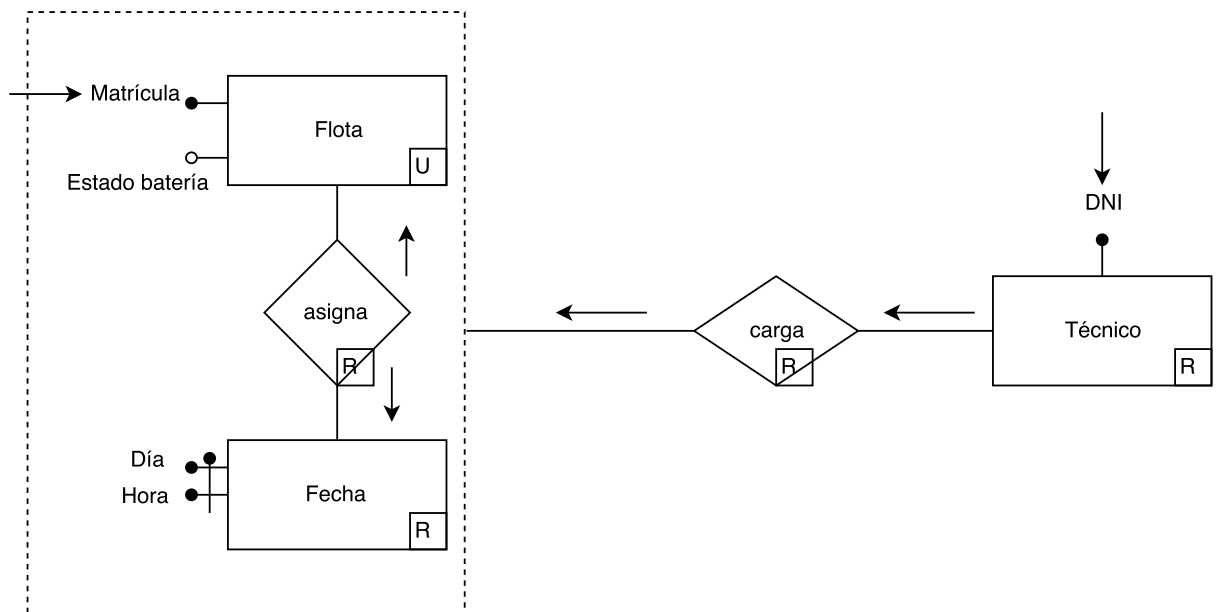 Matrícula
Flota
U
Estado batería
asigna
R
Día
Hora
Fecha
R
carga
R
DNI
Técnico
R